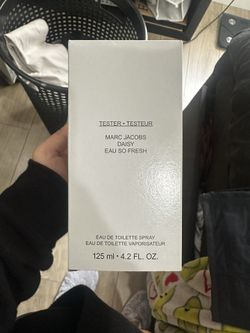 TESTER • TESTEUR
MARC JACOBS
DAISY
EAU SO FRESH
EAU DE TOILETTE SPRAY
EAU DE TOILETTE VAPORISATEUR
125 ml • 4.2 FL. OZ.